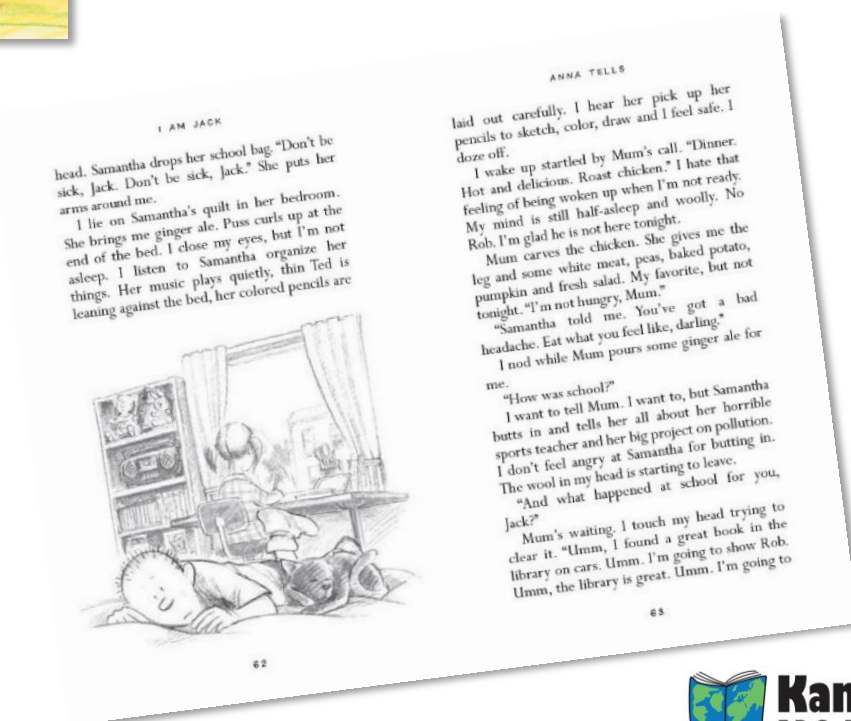 I AM JACK
head. Samantha drops her school bag. “Don’t be
sick, Jack. Don’t be sick, Jack.” She puts her
arms around me.
I lie on Samantha’s quilt in her bedroom.
She brings me ginger ale. Puss curls up at the
end of the bed. I close my eyes, but I’m not
asleep. I listen to Samantha organize her
things. Her music plays quietly, thin Ted is
leaning against the bed, her colored pencils are
62
ANNA TELLS
laid out carefully. I hear her pick up her
pencils to sketch, color, draw and I feel safe. I
doze off.
I wake up startled by Mum’s call. “Dinner.
Hot and delicious. Roast chicken.” I hate that
feeling of being woken up when I’m not ready.
My mind is still half-asleep and woolly. No
Rob. I’m glad he is not here tonight.
Mum carves the chicken. She gives me the
leg and some white meat, peas, baked potato,
pumpkin and fresh salad. My favorite, but not
tonight. “I’m not hungry, Mum.”
“Samantha told me. You’ve got a bad
headache. Eat what you feel like, darling.”
I nod while Mum pours some ginger ale for
me.
“How was school?”
I want to tell Mum. I want to, but Samantha
butts in and tells her all about her horrible
sports teacher and her big project on pollution.
I don’t feel angry at Samantha for butting in.
The wool in my head is starting to leave.
“And what happened at school for you,
Jack?”
Mum’s waiting. I touch my head trying to
clear it. “Umm, I found a great book in the
library on cars. Umm. I’m going to show Rob.
Umm, the library is great. Umm. I’m going to
63
Kan